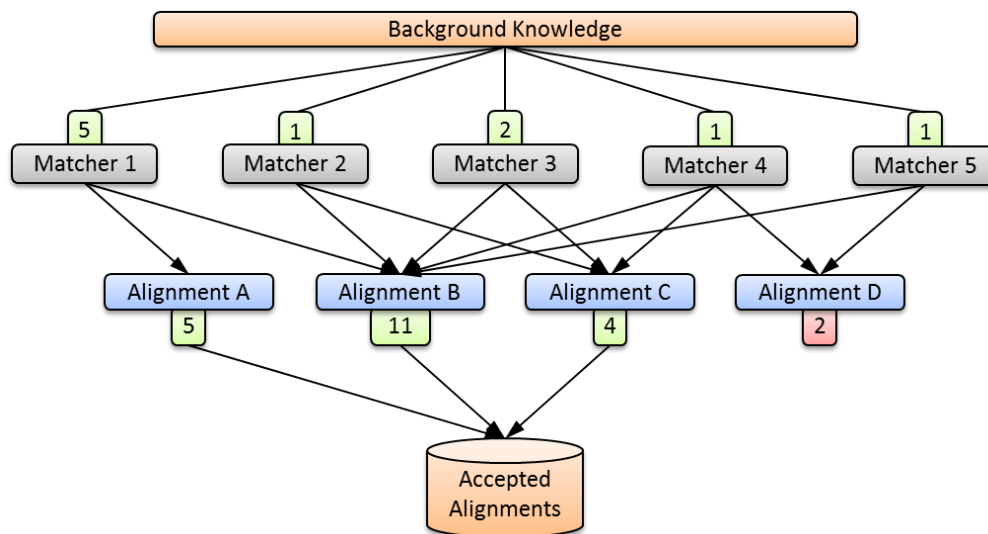 Background Knowledge
5 1 2 1 1
Matcher 1 Matcher 2 Matcher 3 Matcher 4 Matcher 5
Alignment A Alignment B Alignment C Alignment D
5 11 4 2
Accepted
Alignments